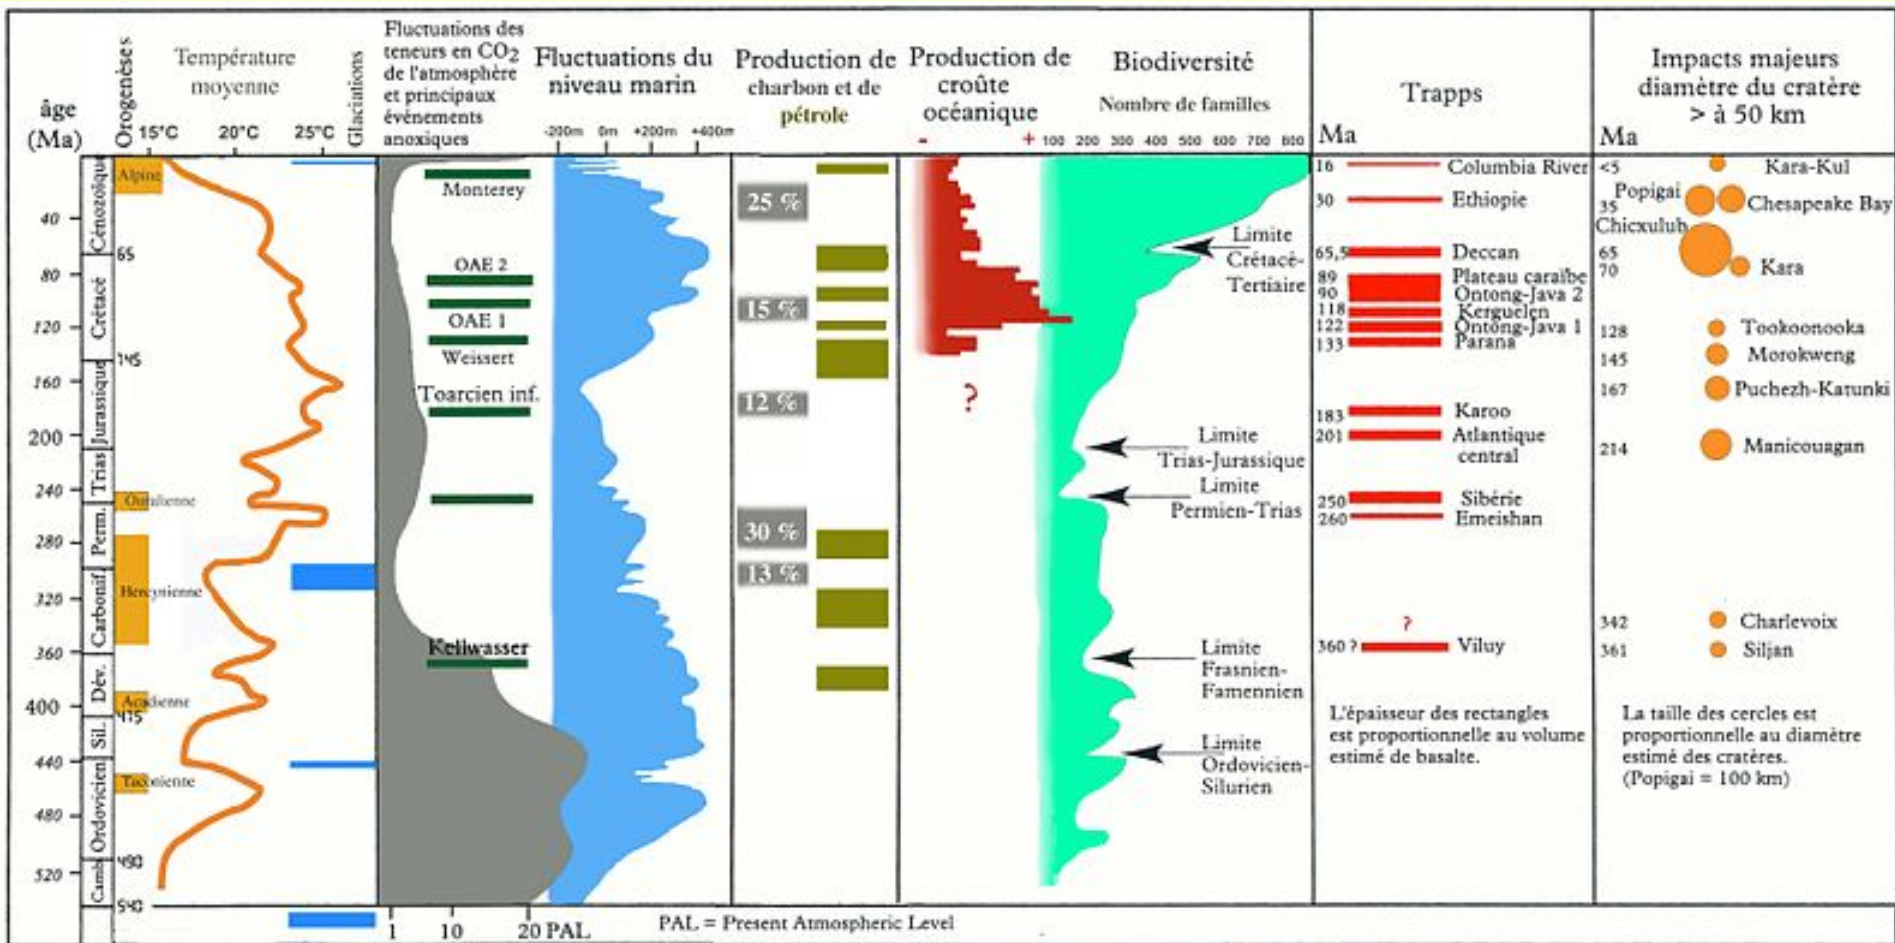 âge
(Ma)
Orogenèses
Température
moyenne
15°C 20°C 25°C
Glaciations
Fluctuations des
teneurs en CO2
de l'atmosphère
et principaux
événements
anoxiques
Fluctuations du
niveau marin
-200m 0m +200m +400m
Production de
charbon et de
pétrole
Production de
croûte
océanique
- +
Biodiversité
Nombre de familles
100 200 300 400 600 800
Trapps
Ma
Impacts majeurs
diamètre du cratère
> à 50 km
Ma
40
80
120
160
200
240
280
320
360
400
440
480
520
Cénozoïque
Crétacé
Jurassique
Trias
Perm.
Carbonif.
Dév.
Sil.
Ordovicien
Camb
65
145
415
490
540
Alpine
Ouralienne
Hercynienne
Acadienne
Taconienne
Monterey
OAE 2
OAE 1
Weissert
Toarcien inf.
Kellwasser
1 10 20 PAL
PAL = Present Atmospheric Level
25 %
15 %
12 %
30 %
13 %
?
Limite
Crétacé-
Tertiaire
Limite
Trias-Jurassique
Limite
Permien-Trias
Limite
Frasnien-
Famennien
Limite
Ordovicien-
Silurien
16 Columbia River
30 Ethiopie
65,5 Deccan
89 Plateau caraïbe
90 Ontong-Java 2
118 Kerguelen
122 Ontong-Java 1
133 Parana
183 Karoo
201 Atlantique
central
250 Sibérie
260 Emeishan
?
360 ? Viluy
L'épaisseur des rectangles
est proportionnelle au volume
estimé de basalte.
<5 Kara-Kul
Popigai
35 Chesapeake Bay
Chicxulub
65
70 Kara
128 Tookoonooka
145 Morokweng
167 Puchezh-Katunki
214 Manicouagan
342 Charlevoix
361 Siljan
La taille des cercles est
proportionnelle au diamètre
estimé des cratères.
(Popigai = 100 km)